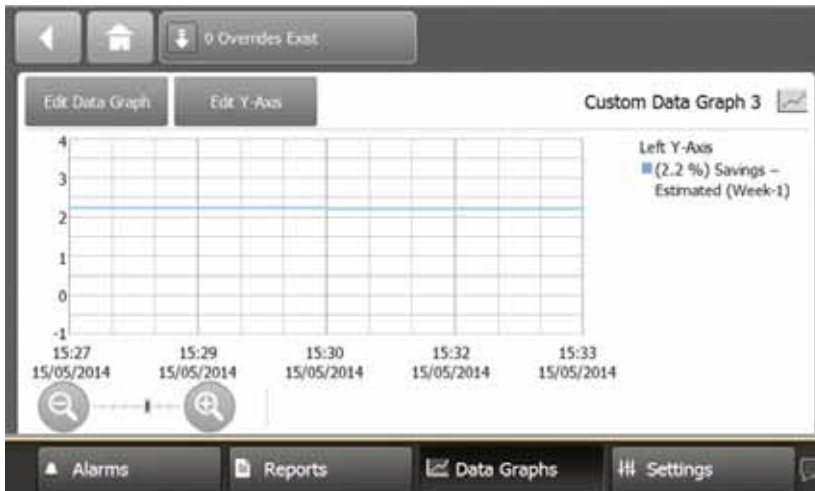 0 Overrides Exist
Edit Data Graph
Edit Y-Axis
Custom Data Graph 3
4
3
2
1
0
-1
15:27
15/05/2014
15:29
15/05/2014
15:30
15/05/2014
15:32
15/05/2014
15:33
15/05/2014
Left Y-Axis
(2.2 %) Savings –
Estimated (Week-1)
Alarms
Reports
Data Graphs
Settings